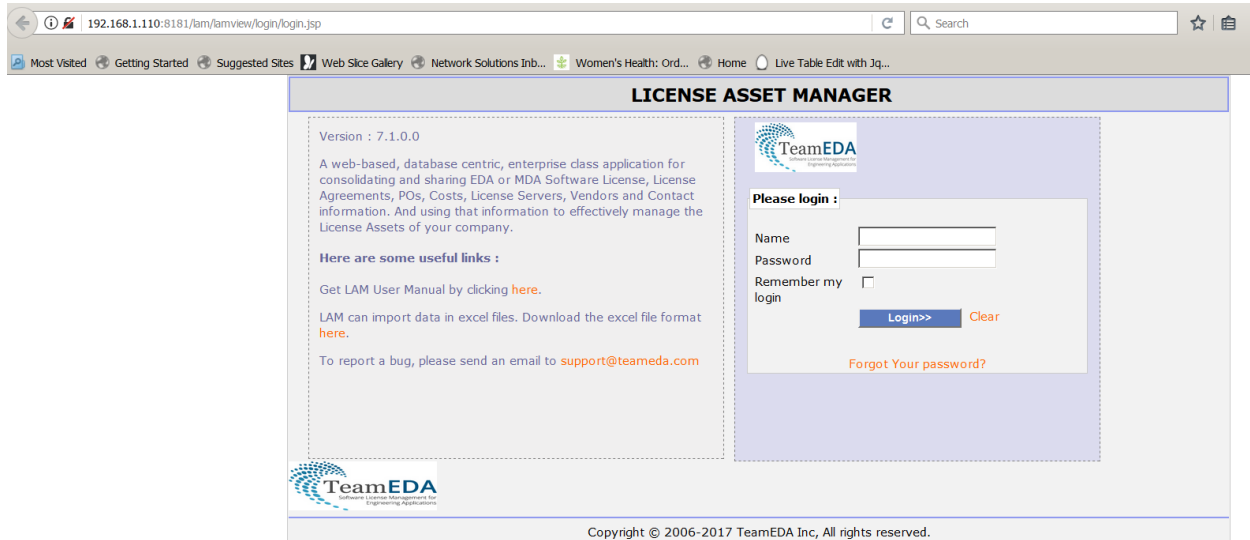 192.168.1.110:8181/lam/lamview/login/login.jsp
Search
Most Visited Getting Started Suggested Sites Web Slice Gallery Network Solutions Inb... Women's Health: Ord... Home Live Table Edit with Jq...
LICENSE ASSET MANAGER
Version : 7.1.0.0
A web-based, database centric, enterprise class application for
consolidating and sharing EDA or MDA Software License, License
Agreements, POs, Costs, License Servers, Vendors and Contact
information. And using that information to effectively manage the
License Assets of your company.
Here are some useful links :
Get LAM User Manual by clicking here.
LAM can import data in excel files. Download the excel file format
here.
To report a bug, please send an email to support@teameda.com
TeamEDA
Software License Management for
Engineering Applications
Please login :
Name
Password
Remember my
login
Login>> Clear
Forgot Your password?
TeamEDA
Software License Management for
Engineering Applications
Copyright © 2006-2017 TeamEDA Inc, All rights reserved.